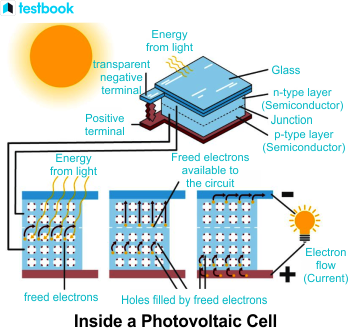 testbook
Energy
from light
transparent
negative
terminal
Glass
n-type layer
(Semiconductor)
Junction
Positive
terminal
p-type layer
(Semiconductor)
Energy
from light
Freed electrons
available to
the circuit
-
Electron
flow
(Current)
+
freed electrons
Holes filled by freed electrons
Inside a Photovoltaic Cell